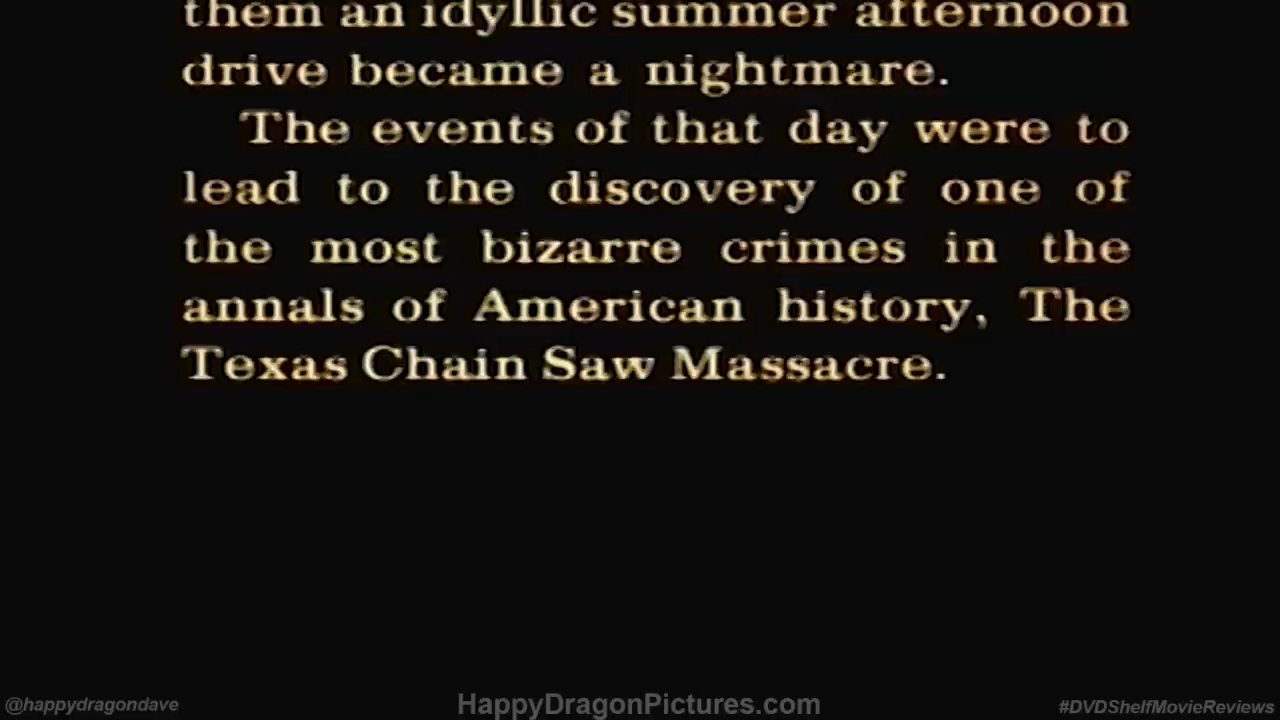 them an idyllic summer afternoon
drive became a nightmare.
The events of that day were to
lead to the discovery of one of
the most bizarre crimes in the
annals of American history, The
Texas Chain Saw Massacre.
@happydragondave
HappyDragonPictures.com
#DVDShelfMovieReviews